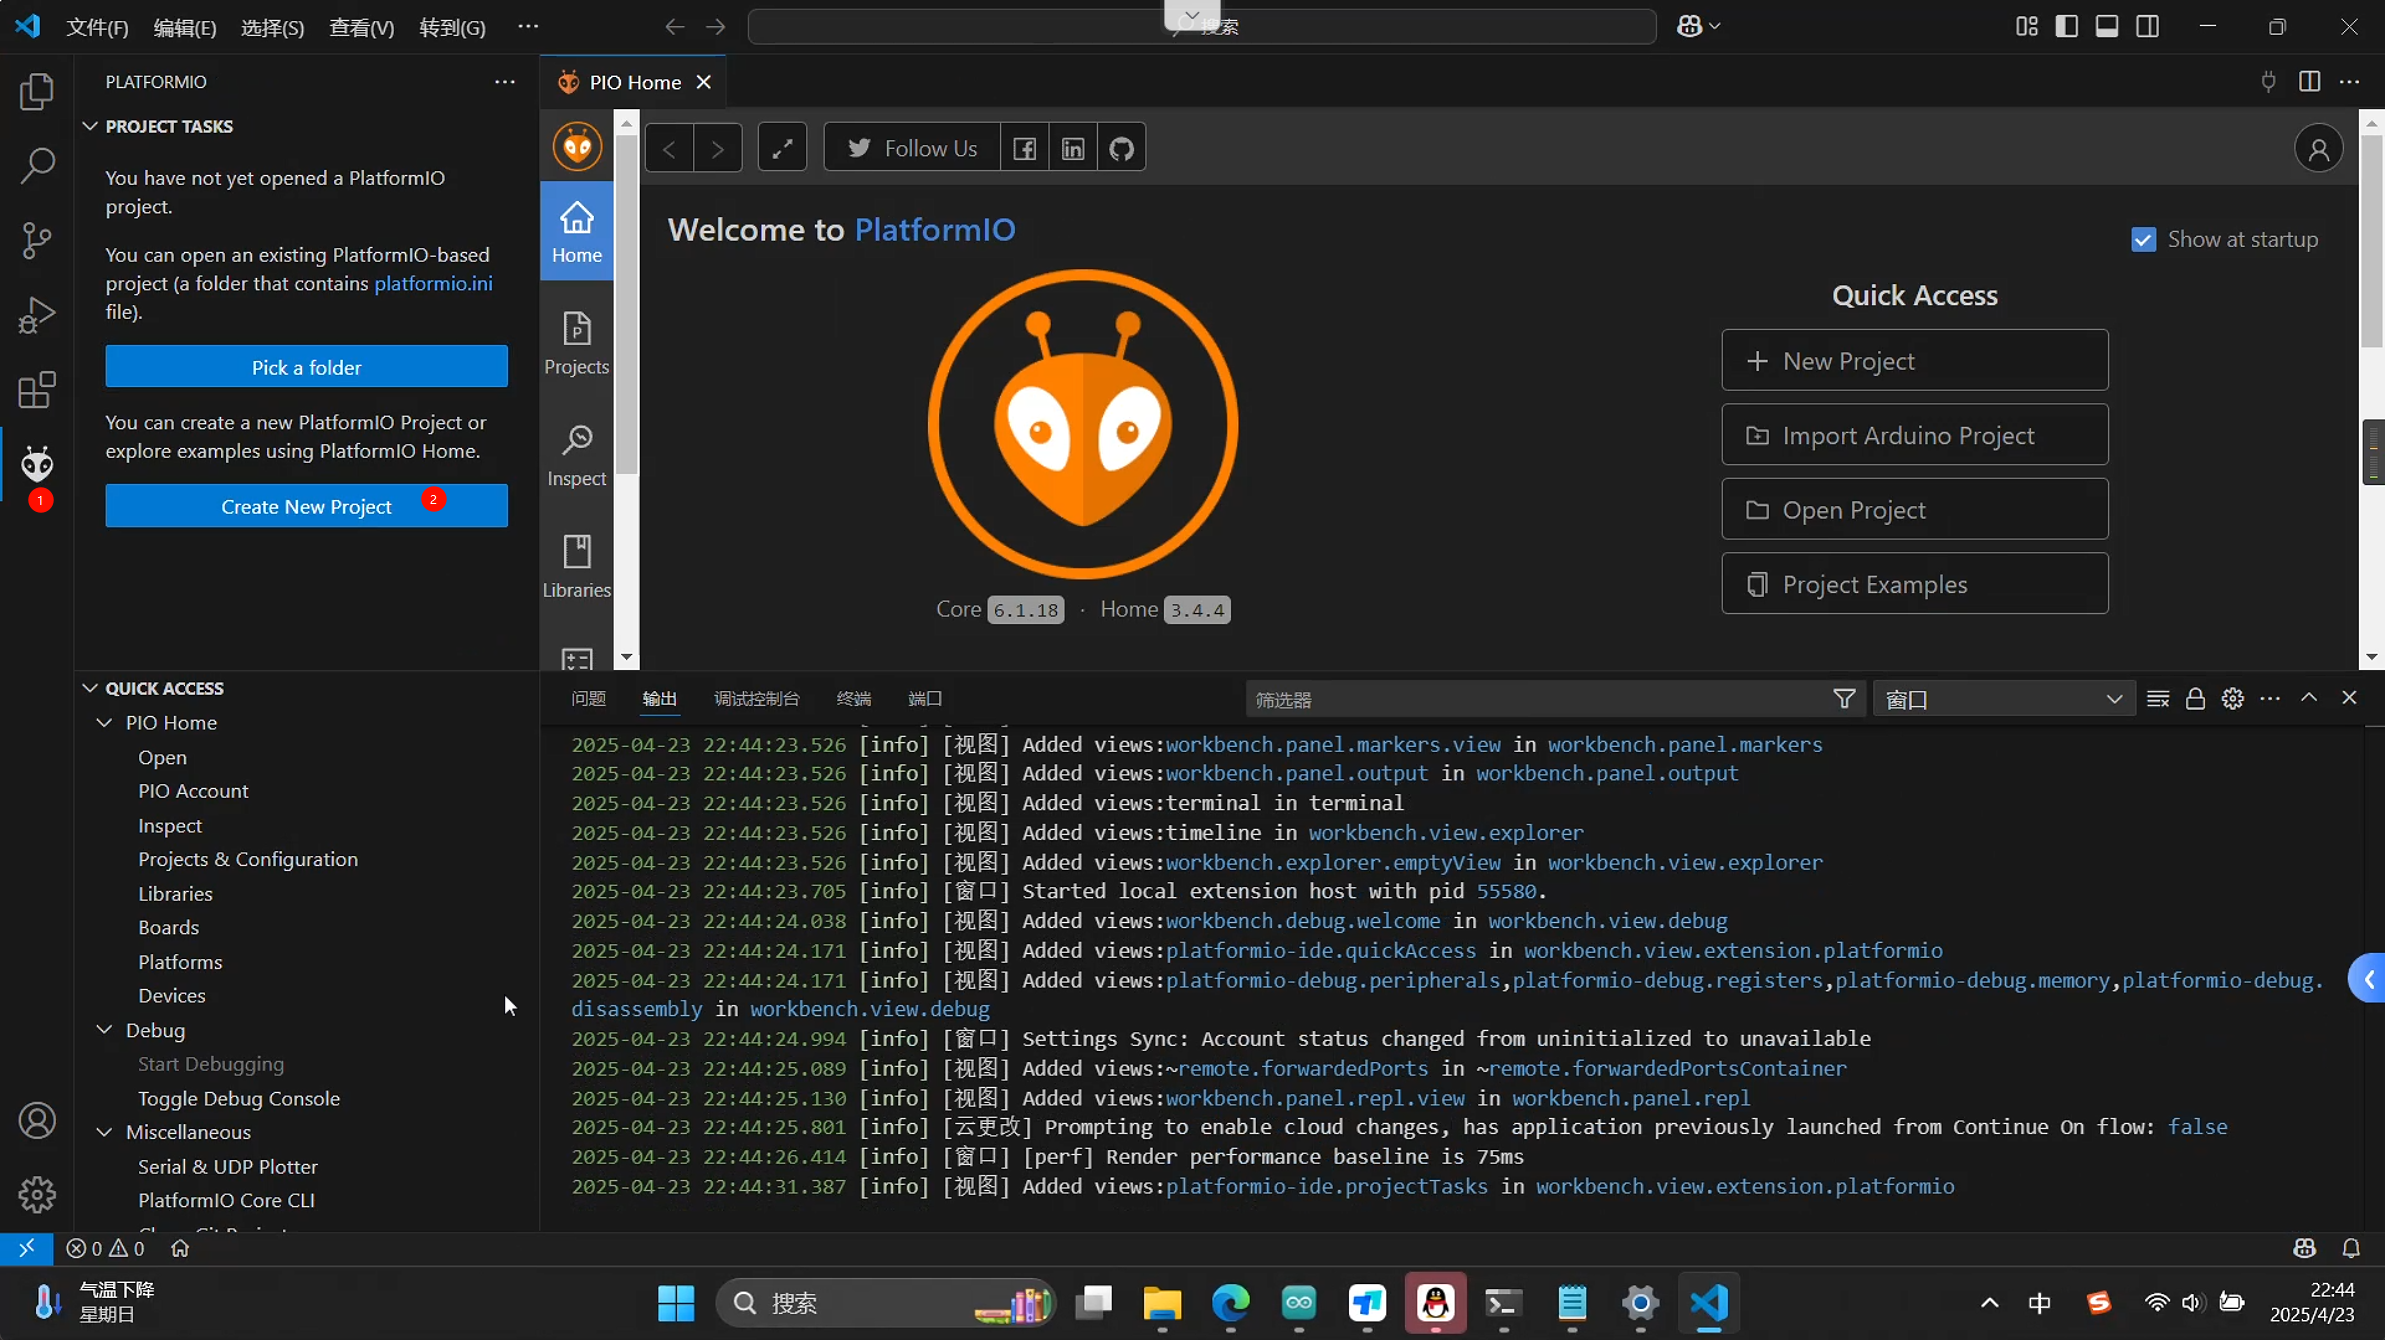 文件(F) 编辑(E) 选择(S) 查看(V) 转到(G) ··· 搜索
PLATFORMIO ···
PROJECT TASKS
You have not yet opened a PlatformIO
project.
You can open an existing PlatformIO-based
project (a folder that contains platformio.ini
file).
Pick a folder
You can create a new PlatformIO Project or
explore examples using PlatformIO Home.
1
Create New Project 2
QUICK ACCESS
PIO Home
Open
PIO Account
Inspect
Projects & Configuration
Libraries
Boards
Platforms
Devices
Debug
Start Debugging
Toggle Debug Console
Miscellaneous
Serial & UDP Plotter
PlatformIO Core CLI
PIO Home
Follow Us
Home
Projects
Inspect
Libraries
Welcome to PlatformIO
Show at startup
Core 6.1.18 · Home 3.4.4
Quick Access
New Project
Import Arduino Project
Open Project
Project Examples
问题 输出 调试控制台 终端 端口 筛选器 窗口
2025-04-23 22:44:23.526 [info] [视图] Added views:workbench.panel.markers.view in workbench.panel.markers
2025-04-23 22:44:23.526 [info] [视图] Added views:workbench.panel.output in workbench.panel.output
2025-04-23 22:44:23.526 [info] [视图] Added views:terminal in terminal
2025-04-23 22:44:23.526 [info] [视图] Added views:timeline in workbench.view.explorer
2025-04-23 22:44:23.526 [info] [视图] Added views:workbench.explorer.emptyView in workbench.view.explorer
2025-04-23 22:44:23.705 [info] [窗口] Started local extension host with pid 55580.
2025-04-23 22:44:24.038 [info] [视图] Added views:workbench.debug.welcome in workbench.view.debug
2025-04-23 22:44:24.171 [info] [视图] Added views:platformio-ide.quickAccess in workbench.view.extension.platformio
2025-04-23 22:44:24.171 [info] [视图] Added views:platformio-debug.peripherals,platformio-debug.registers,platformio-debug.memory,platformio-debug.
disassembly in workbench.view.debug
2025-04-23 22:44:24.994 [info] [窗口] Settings Sync: Account status changed from uninitialized to unavailable
2025-04-23 22:44:25.089 [info] [视图] Added views:~remote.forwardedPorts in ~remote.forwardedPortsContainer
2025-04-23 22:44:25.130 [info] [视图] Added views:workbench.panel.repl.view in workbench.panel.repl
2025-04-23 22:44:25.801 [info] [云更改] Prompting to enable cloud changes, has application previously launched from Continue On flow: false
2025-04-23 22:44:26.414 [info] [窗口] [perf] Render performance baseline is 75ms
2025-04-23 22:44:31.387 [info] [视图] Added views:platformio-ide.projectTasks in workbench.view.extension.platformio
0 0
气温下降
星期日
搜索
中
22:44
2025/4/23